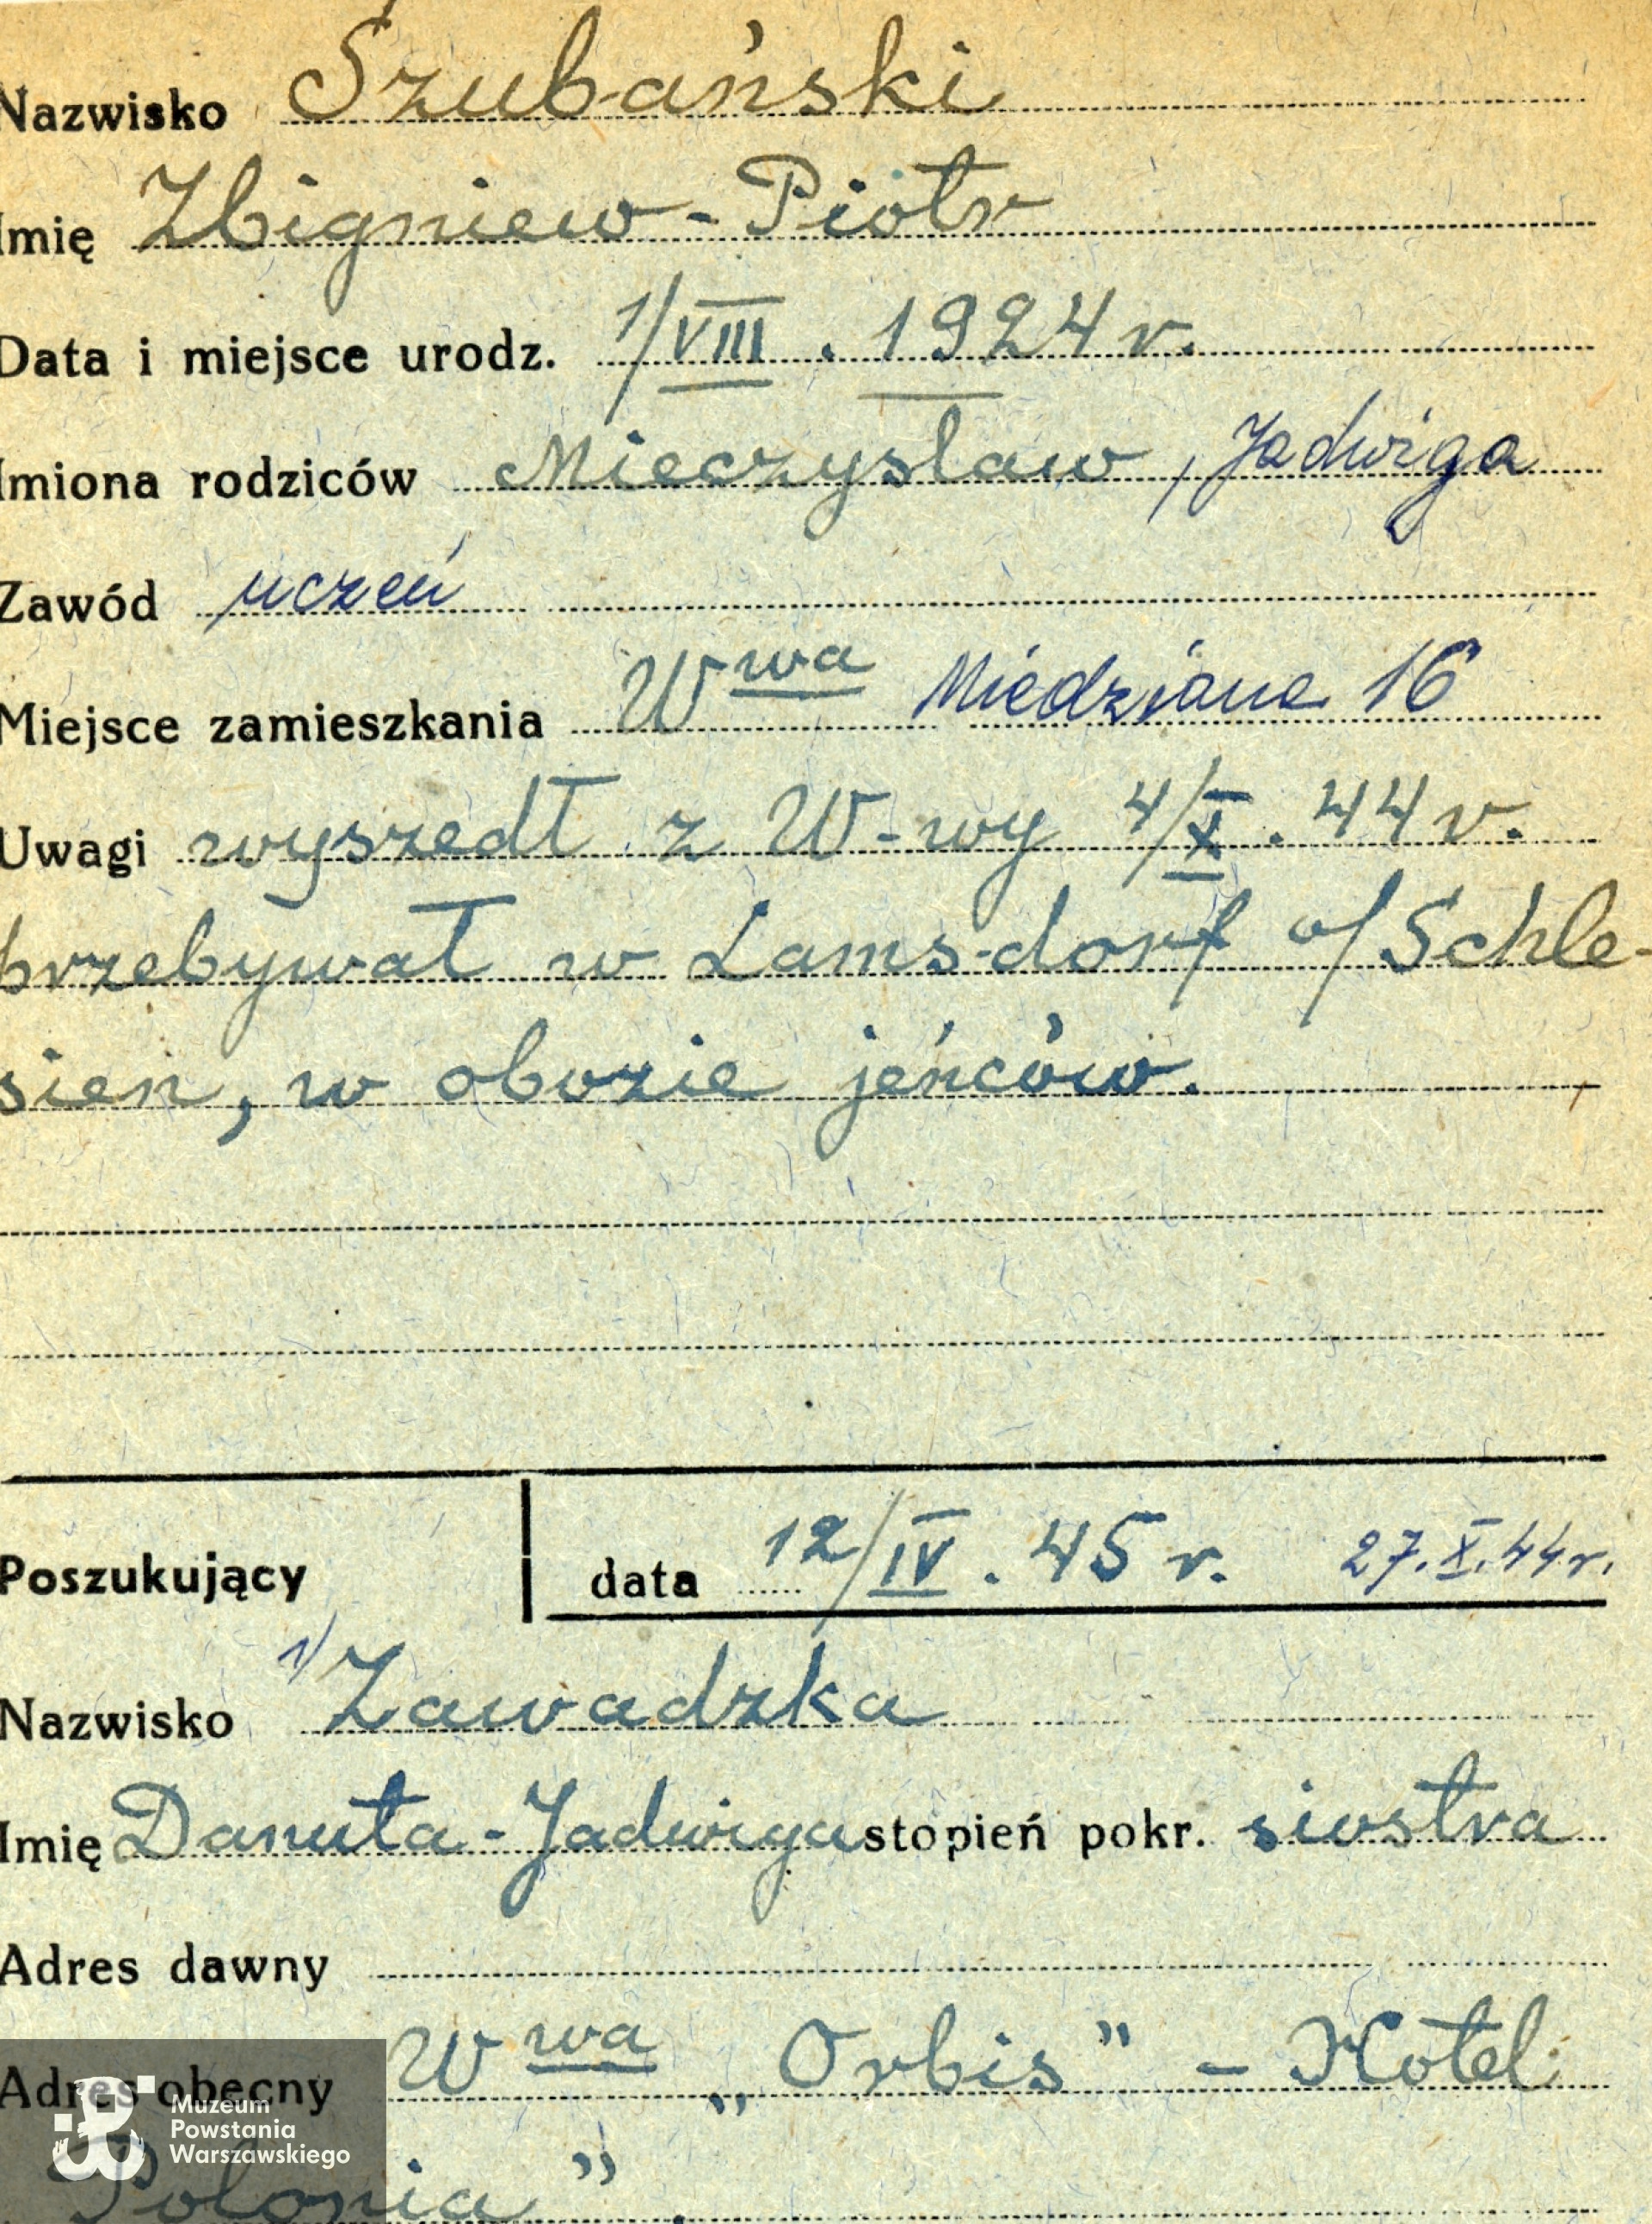 Nazwisko Szubański
Imię Zbigniew - Piotr
Data i miejsce urodz. 1/VIII. 1924 r.
Imiona rodziców Mieczysław, Jadwiga
Zawód uczeń
Miejsce zamieszkania Wwa Miedziana 16
Uwagi wyszedł z W-wy 4/X. 44 r.
przebywał w Lamsdorf o/Schle-
sien, w obozie jeńców.
Poszukujący data 12/IV. 45 r. 27.X.44r.
Nazwisko 1/ Zawadzka
Imię Danuta - Jadwiga stopień pokr. siostra
Adres dawny
Adres obecny Wwa „Orbis” - Hotel
Polonia”.
Muzeum
Powstania
Warszawskiego